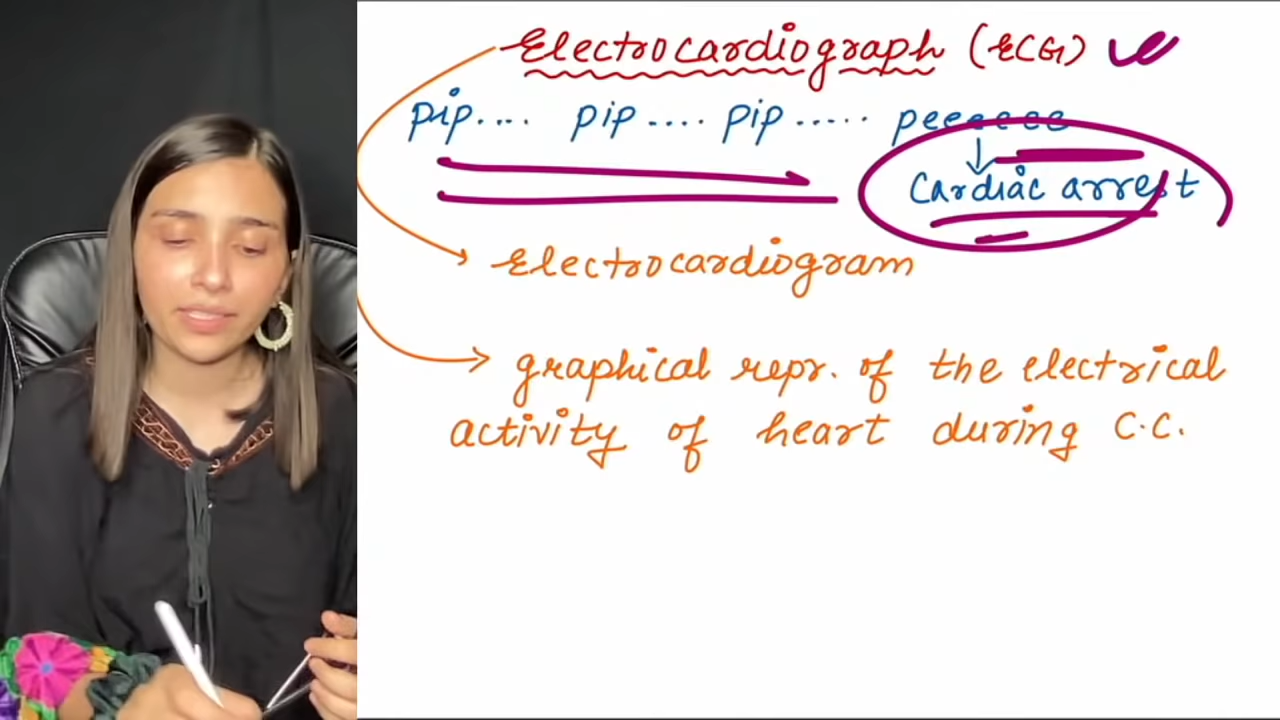 Electrocardiograph (ECG)
pip.... pip.... pip..... peeeeee
Cardiac arrest
Electrocardiogram
graphical repr. of the electrical
activity of heart during C.C.